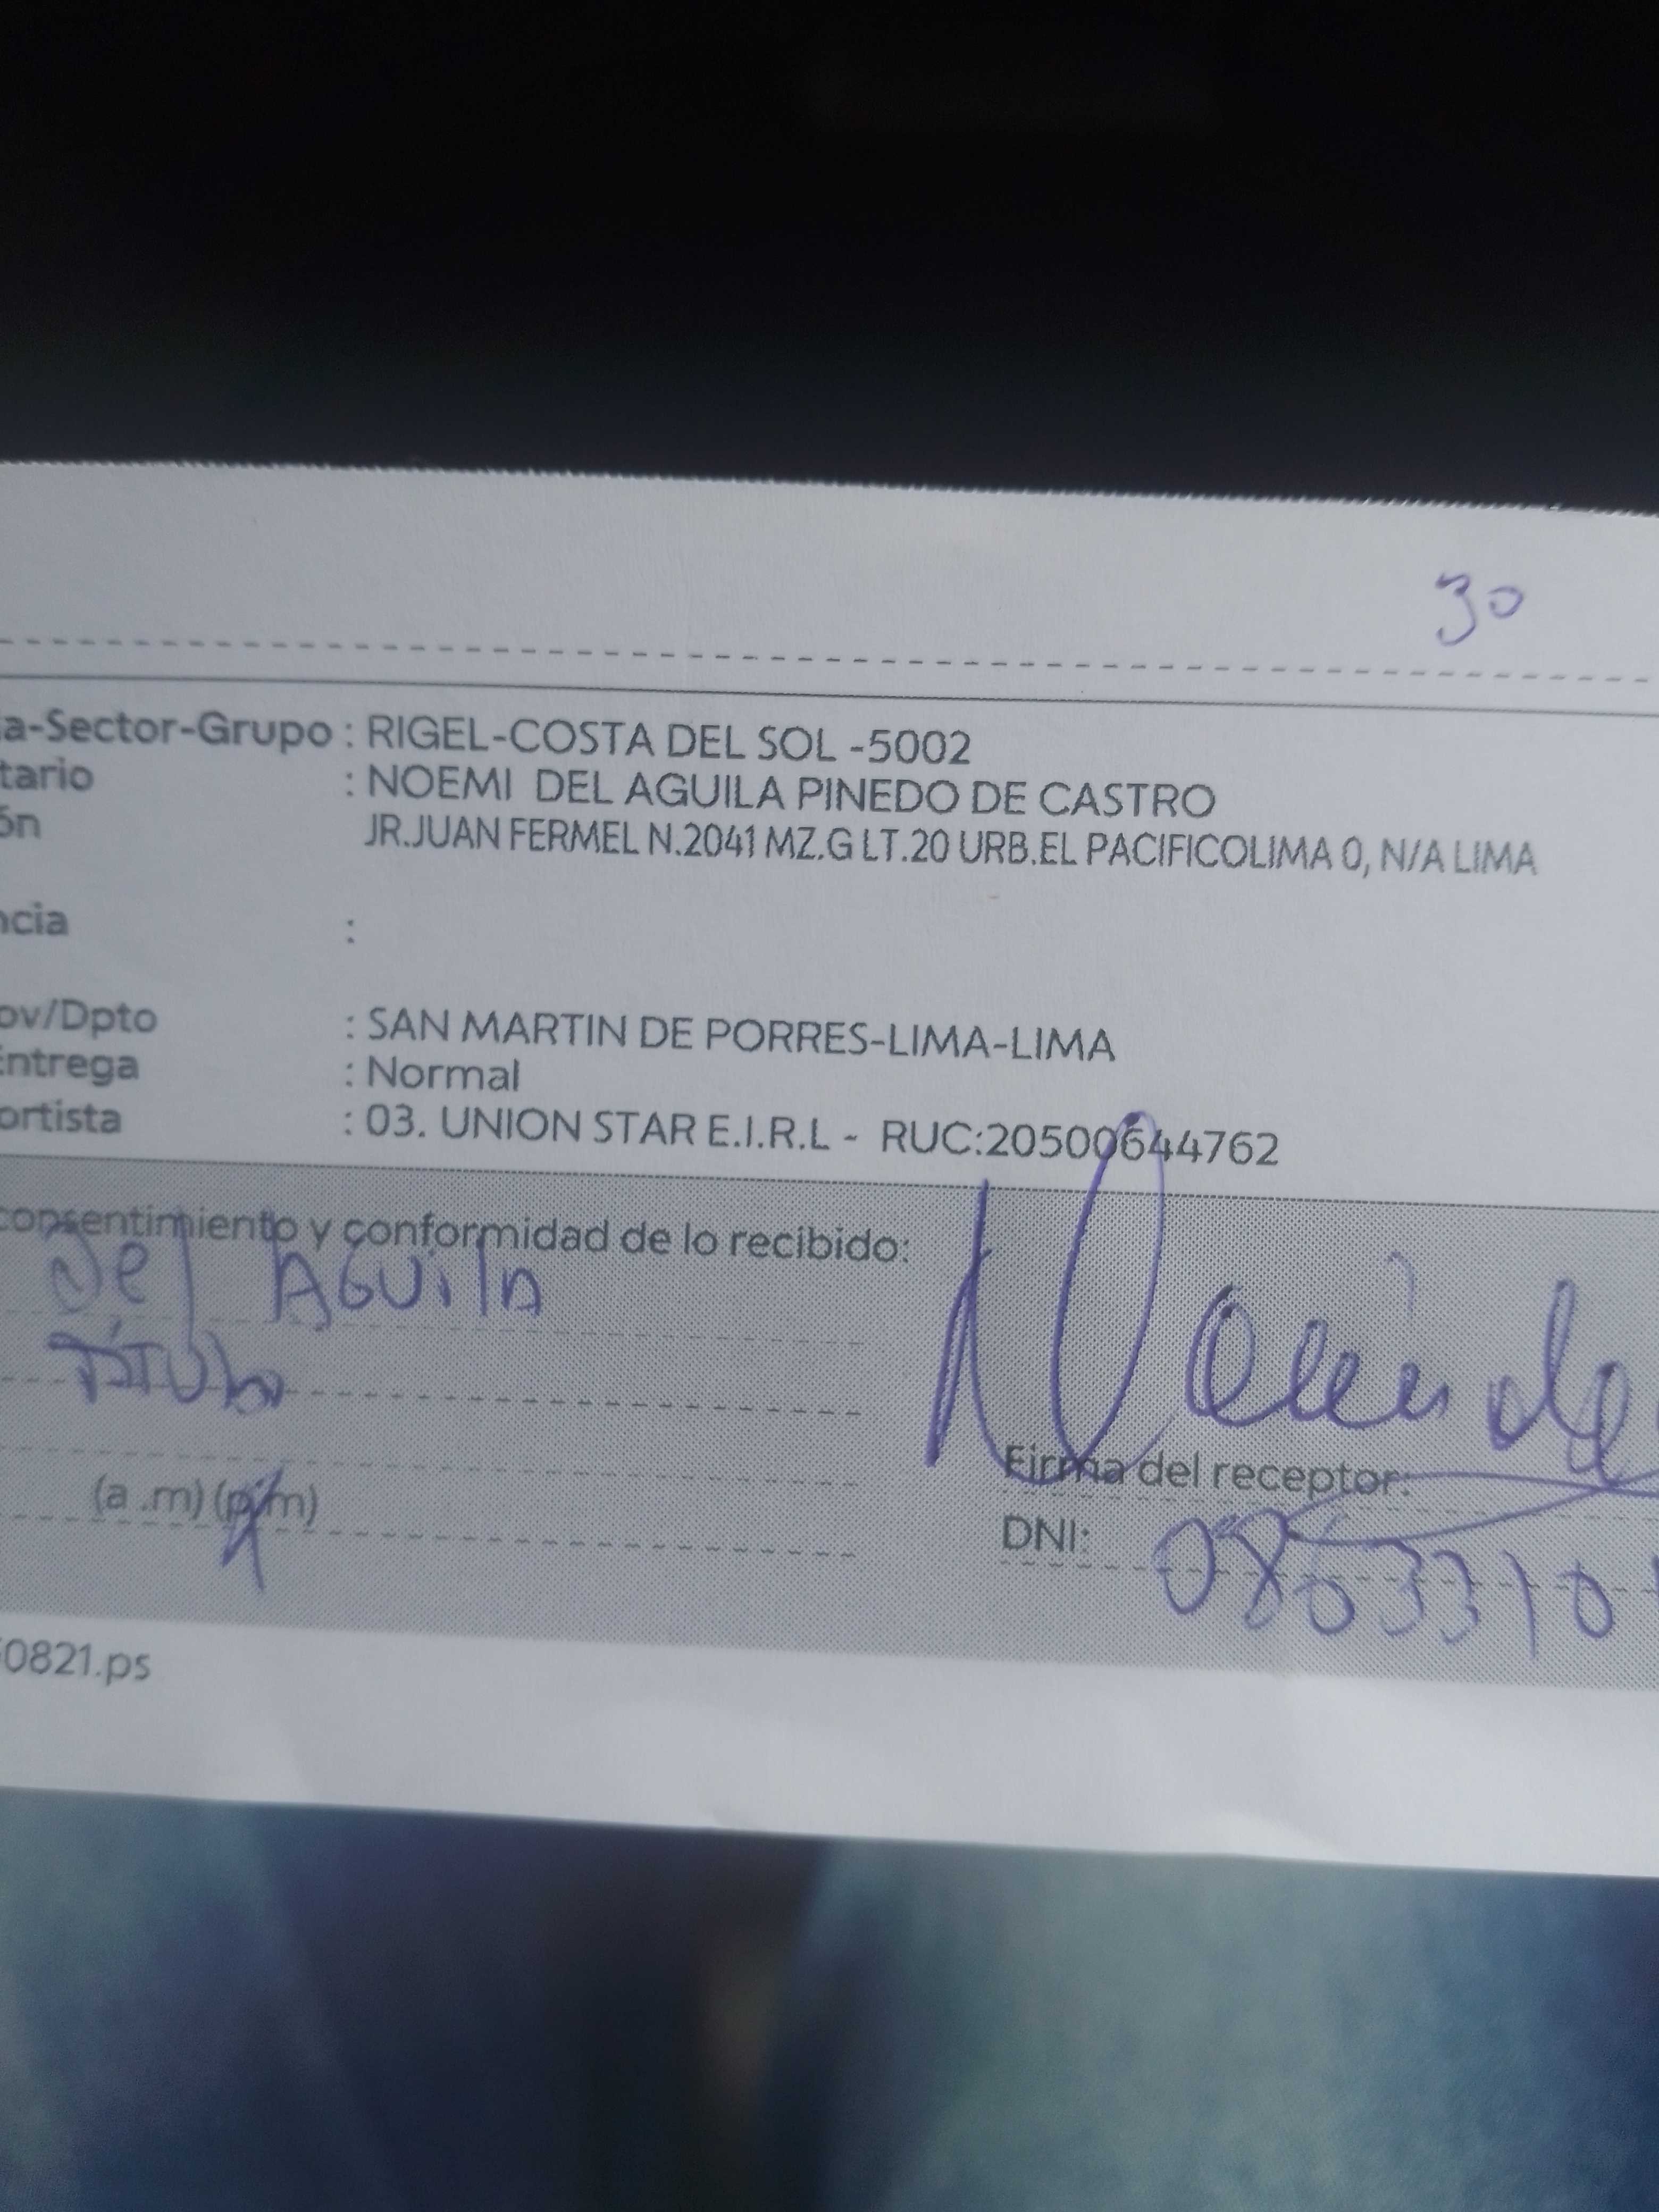 30
a-Sector-Grupo : RIGEL-COSTA DEL SOL -5002
tario : NOEMI DEL AGUILA PINEDO DE CASTRO
ón JR.JUAN FERMEL N.2041 MZ.G LT.20 URB.EL PACIFICOLIMA 0, N/A LIMA
ncia :
ov/Dpto : SAN MARTIN DE PORRES-LIMA-LIMA
Entrega : Normal
ortista : 03. UNION STAR E.I.R.L - RUC:20500644762
consentimiento y conformidad de lo recibido:
Del AGUilA
(a .m) (p.m)
Firma del receptor:
DNI: 08633101
50821.ps